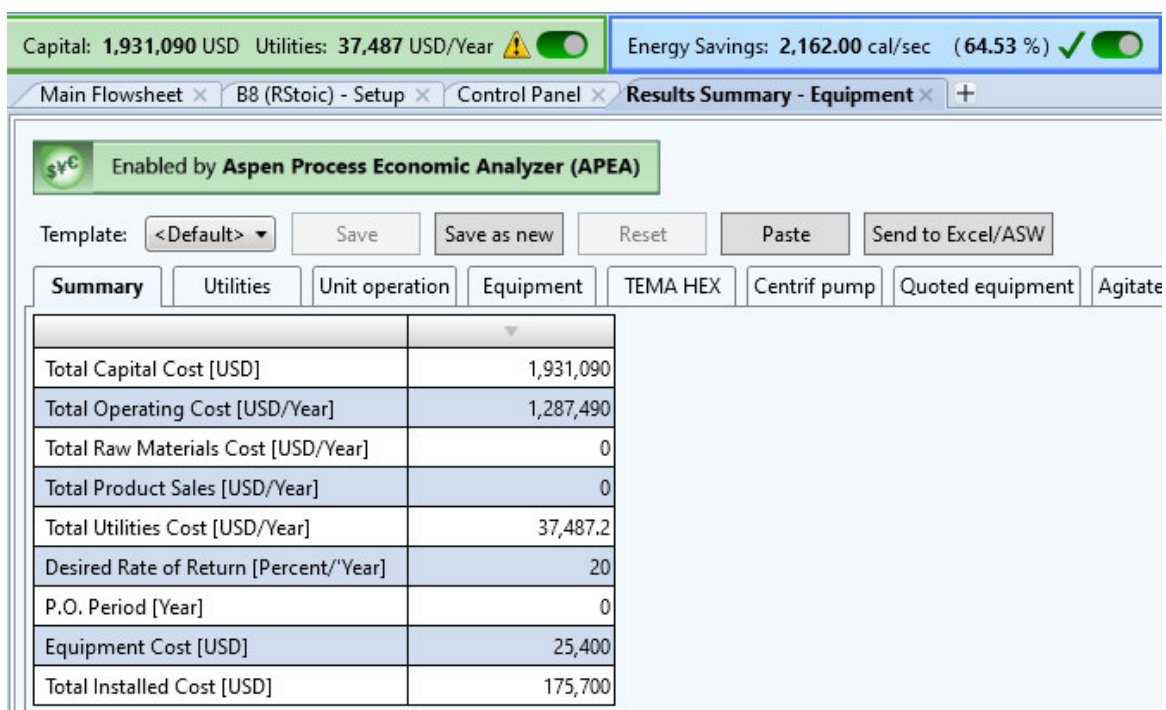 Capital: 1,931,090 USD Utilities: 37,487 USD/Year Energy Savings: 2,162.00 cal/sec (64.53 %)
Main Flowsheet × B8 (RStoic) - Setup × Control Panel × Results Summary - Equipment × +
$¥€ Enabled by Aspen Process Economic Analyzer (APEA)
Template: <Default> Save Save as new Reset Paste Send to Excel/ASW
Summary Utilities Unit operation Equipment TEMA HEX Centrif pump Quoted equipment Agitate
Total Capital Cost [USD] 1,931,090
Total Operating Cost [USD/Year] 1,287,490
Total Raw Materials Cost [USD/Year] 0
Total Product Sales [USD/Year] 0
Total Utilities Cost [USD/Year] 37,487.2
Desired Rate of Return [Percent/'Year] 20
P.O. Period [Year] 0
Equipment Cost [USD] 25,400
Total Installed Cost [USD] 175,700